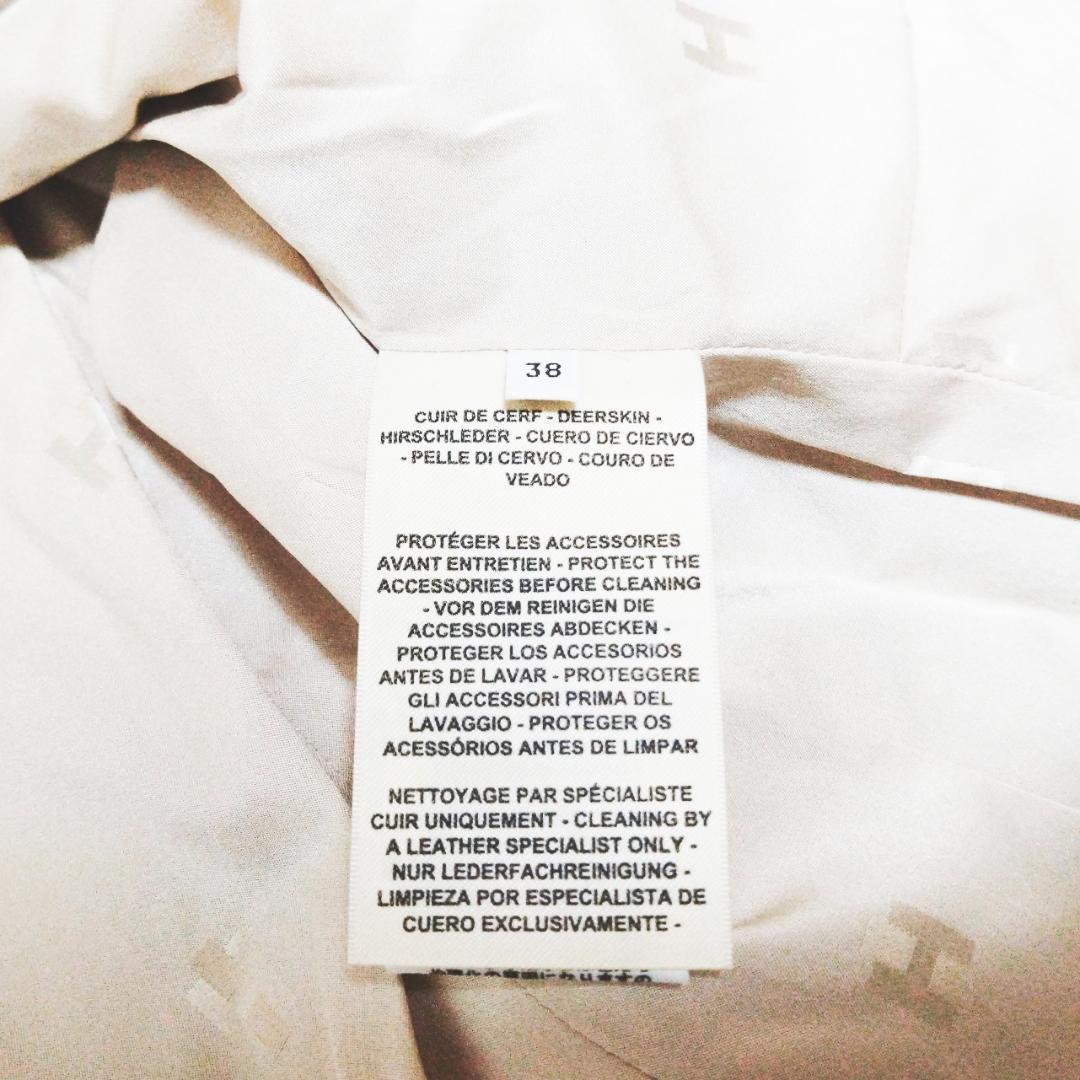 H
38
CUIR DE CERF - DEERSKIN -
HIRSCHLEDER - CUERO DE CIERVO
- PELLE DI CERVO - COURO DE
VEADO
PROTÉGER LES ACCESSOIRES
AVANT ENTRETIEN - PROTECT THE
ACCESSORIES BEFORE CLEANING
- VOR DEM REINIGEN DIE
ACCESSOIRES ABDECKEN -
PROTEGER LOS ACCESORIOS
ANTES DE LAVAR - PROTEGGERE
GLI ACCESSORI PRIMA DEL
LAVAGGIO - PROTEGER OS
ACESSÓRIOS ANTES DE LIMPAR
NETTOYAGE PAR SPÉCIALISTE
CUIR UNIQUEMENT - CLEANING BY
A LEATHER SPECIALIST ONLY -
NUR LEDERFACHREINIGUNG -
LIMPIEZA POR ESPECIALISTA DE
CUERO EXCLUSIVAMENTE -
H